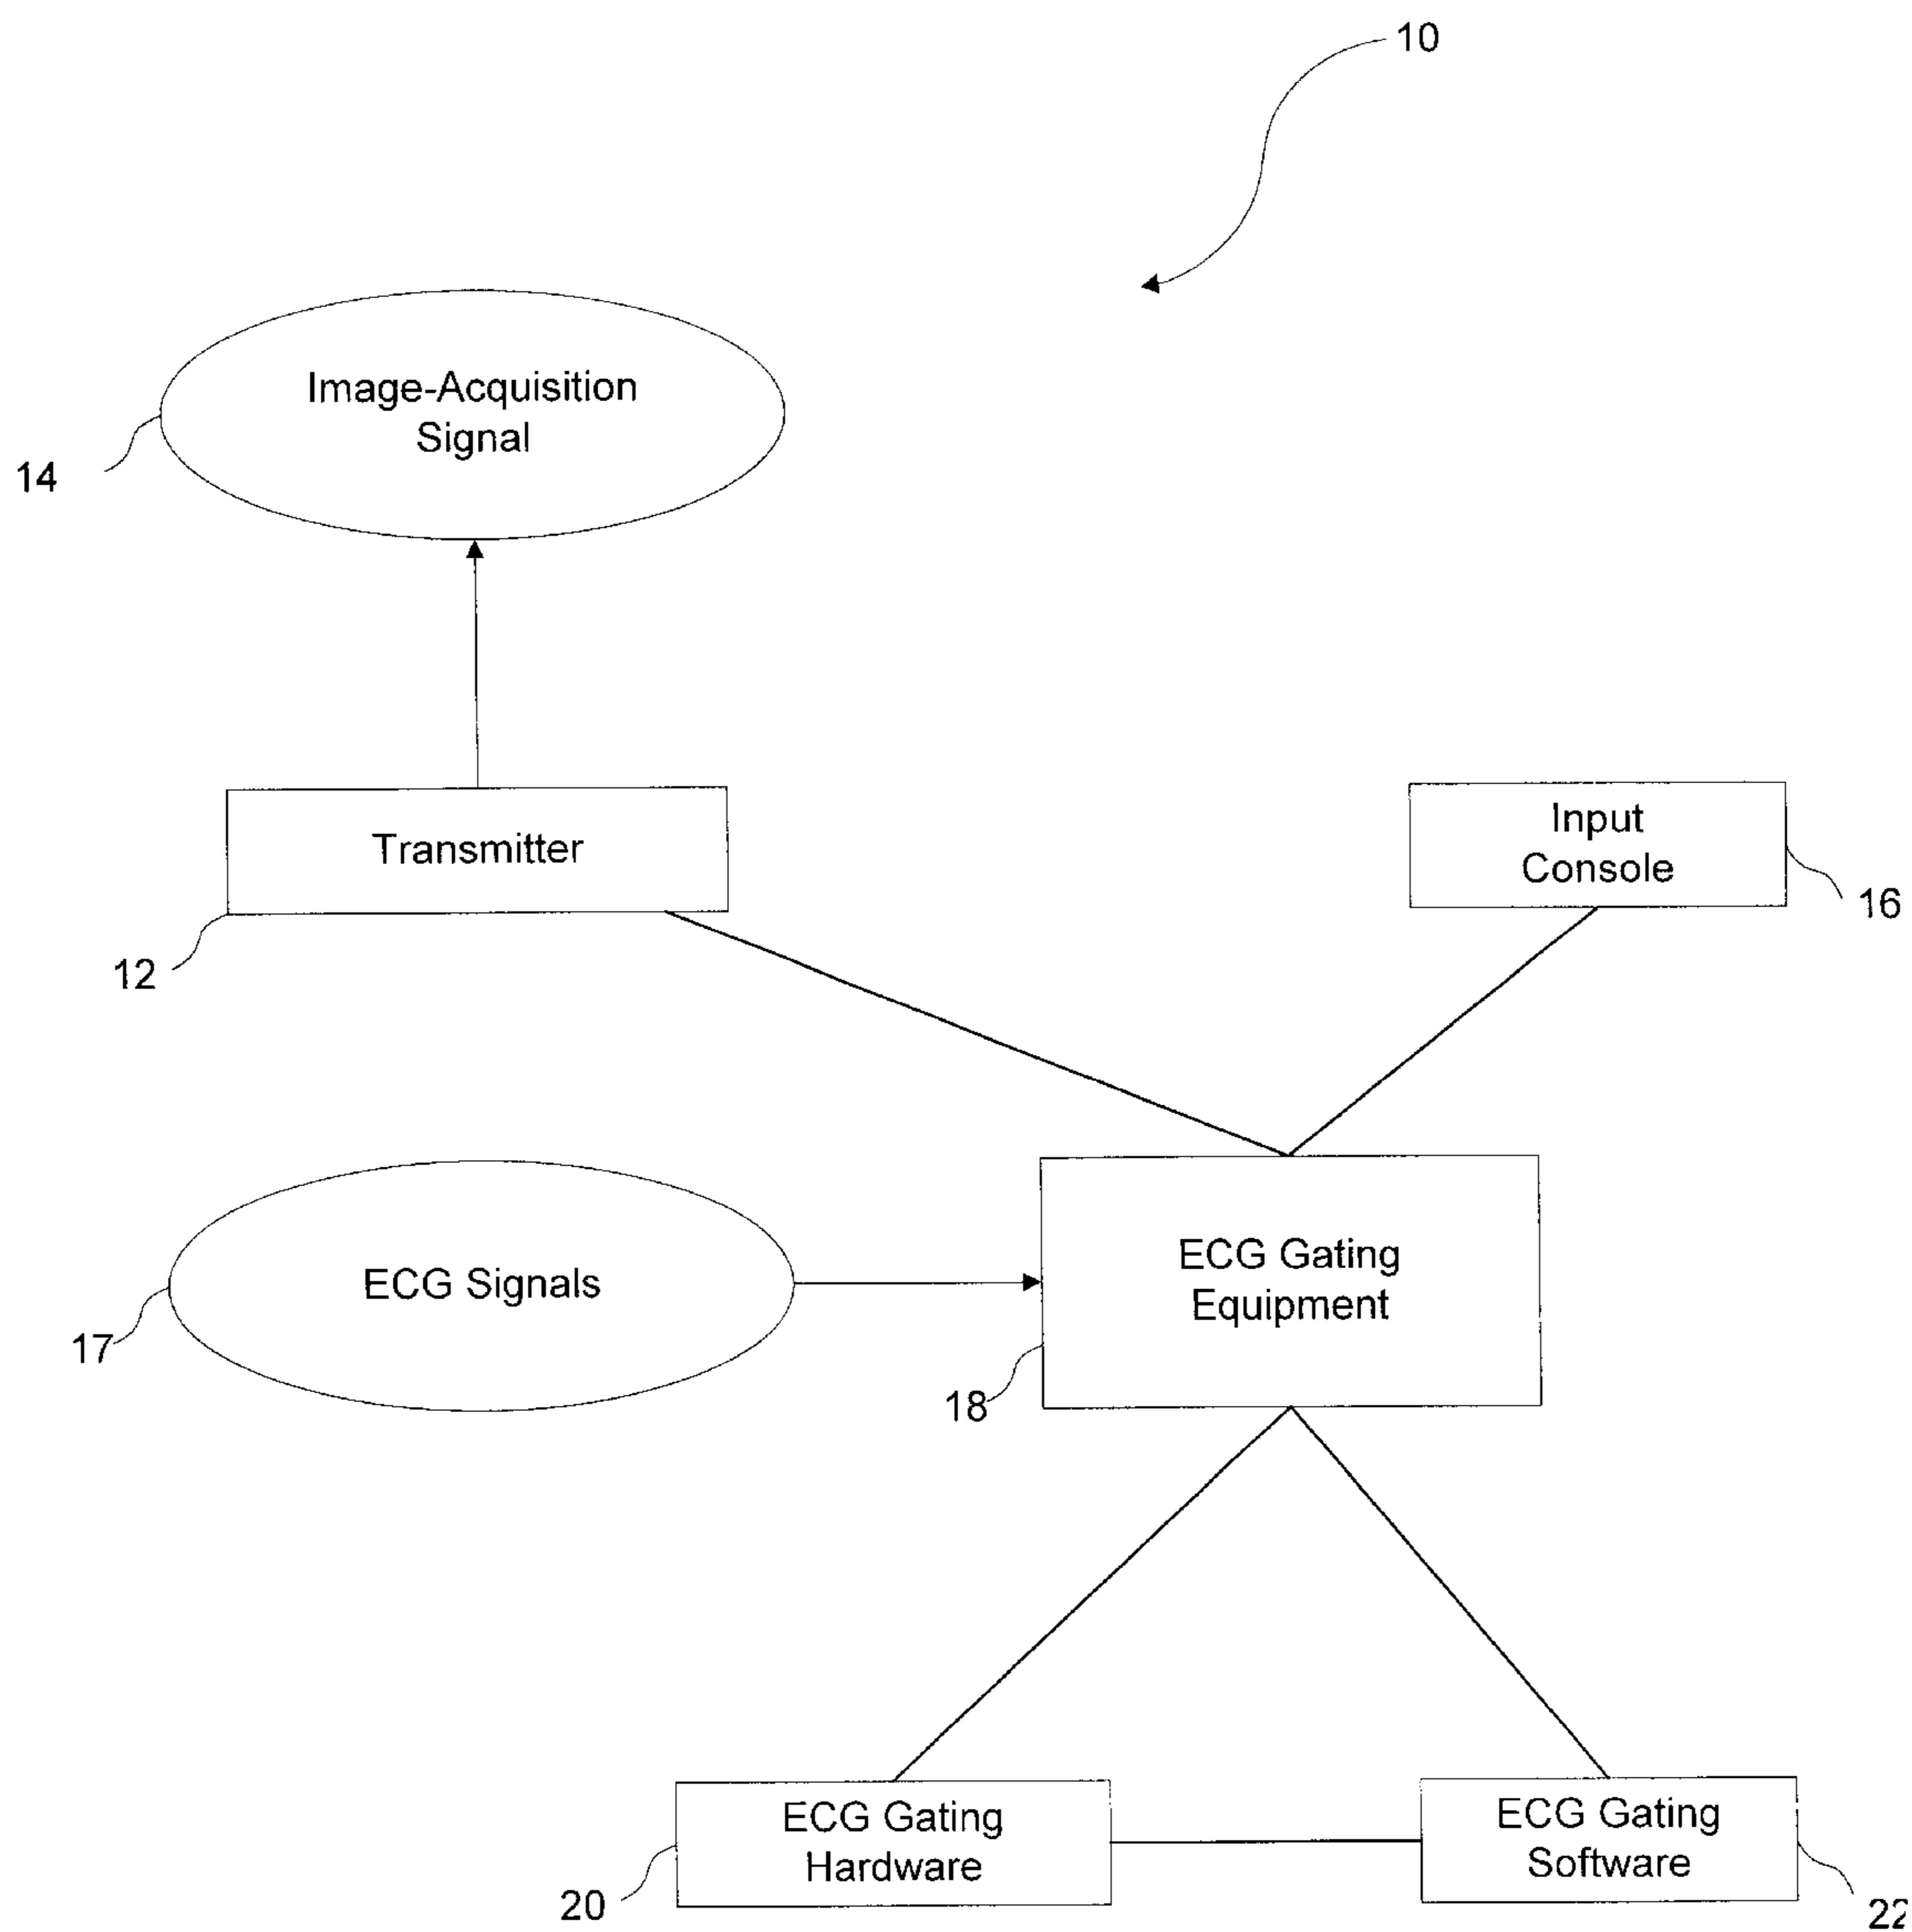 10
Image-Acquisition
Signal
14
Transmitter
12
Input
Console
16
ECG Signals
17
ECG Gating
Equipment
18
ECG Gating
Hardware
20
ECG Gating
Software
22